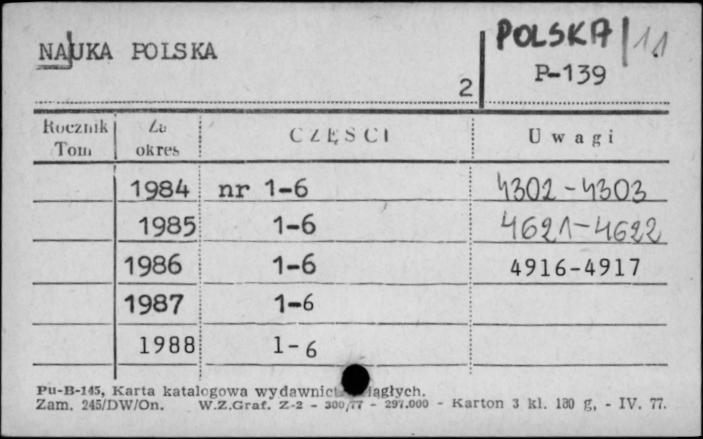 NAUKA POLSKA
POLSKA/11
2 P-139
Rocznik Tom Za okres CZĘŚCI Uwagi
1984 nr 1-6 4302-4303
1985 1-6 4621-4622
1986 1-6 4916-4917
1987 1-6
1988 1-6
Pu-B-145, Karta katalogowa wydawnict
Zam. 245/DW/On. W.Z.Graf. Z-2 - 300/77 - 297.000 - Karton 3 kl. 180 g, - IV. 77.